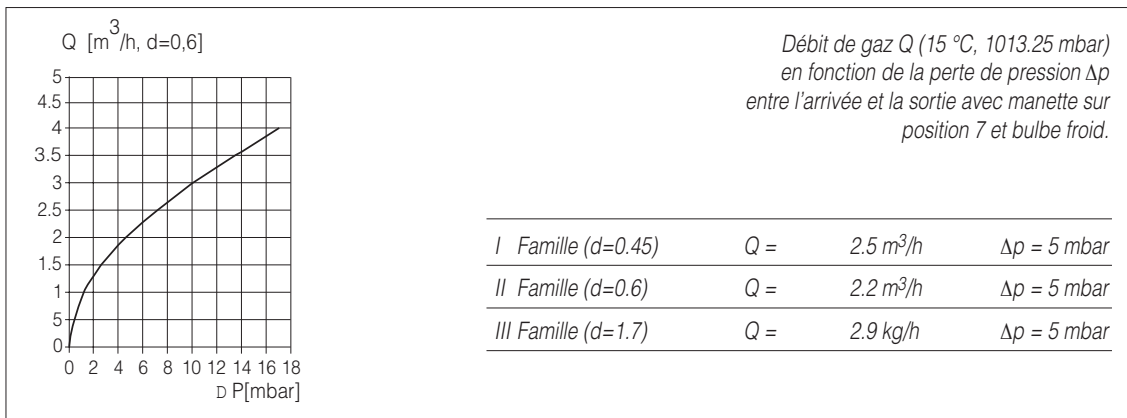 Q [m³/h, d=0,6]
5
4.5
4
3.5
3
2.5
2
1.5
1
5
0
0 2 4 6 8 10 12 14 16 18
D P[mbar]
Débit de gaz Q (15 °C, 1013.25 mbar)
en fonction de la perte de pression Δp
entre l'arrivée et la sortie avec manette sur
position 7 et bulbe froid.
I Famille (d=0.45) Q = 2.5 m³/h Δp = 5 mbar
II Famille (d=0.6) Q = 2.2 m³/h Δp = 5 mbar
III Famille (d=1.7) Q = 2.9 kg/h Δp = 5 mbar